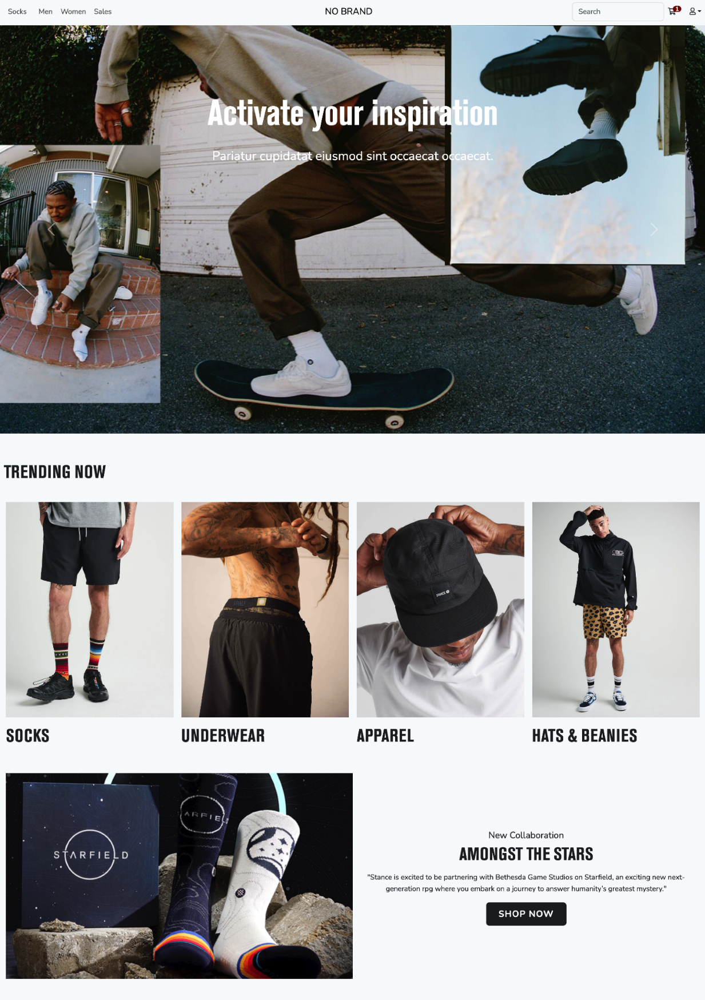 Socks Men Women Sales NO BRAND Search 1
Activate your inspiration
Pariatur cupidatat eiusmod sint occaecat occaecat.
TRENDING NOW
STANCE
SOCKS UNDERWEAR APPAREL HATS & BEANIES
STARFIELD
ARFIEL
New Collaboration
AMONGST THE STARS
"Stance is excited to be partnering with Bethesda Game Studios on Starfield, an exciting new next-
generation rpg where you embark on a journey to answer humanity's greatest mystery."
SHOP NOW